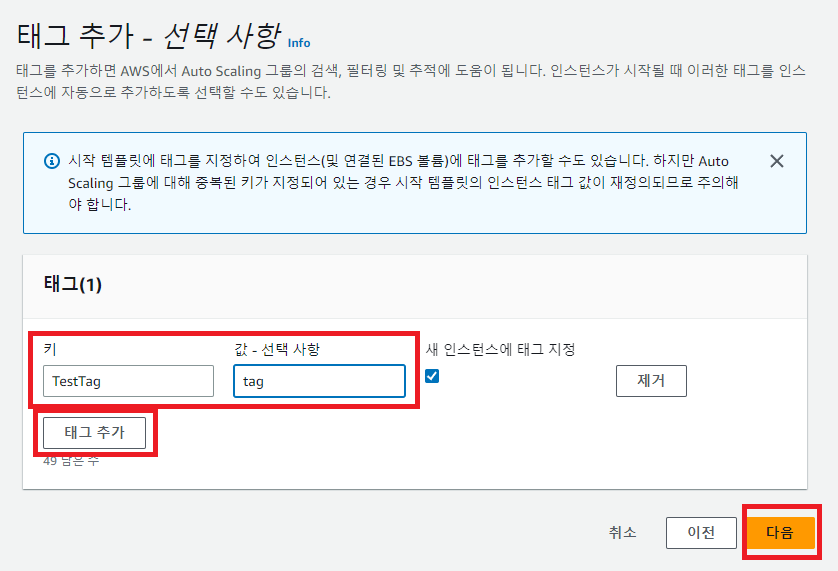 태그 추가 - 선택 사항 Info
태그를 추가하면 AWS에서 Auto Scaling 그룹의 검색, 필터링 및 추적에 도움이 됩니다. 인스턴스가 시작될 때 이러한 태그를 인스
턴스에 자동으로 추가하도록 선택할 수도 있습니다.
시작 템플릿에 태그를 지정하여 인스턴스(및 연결된 EBS 볼륨)에 태그를 추가할 수도 있습니다. 하지만 Auto
Scaling 그룹에 대해 중복된 키가 지정되어 있는 경우 시작 템플릿의 인스턴스 태그 값이 재정의되므로 주의해
야 합니다.
태그(1)
키 값 - 선택 사항 새 인스턴스에 태그 지정
TestTag tag 제거
태그 추가
49 남은 수
취소 이전 다음